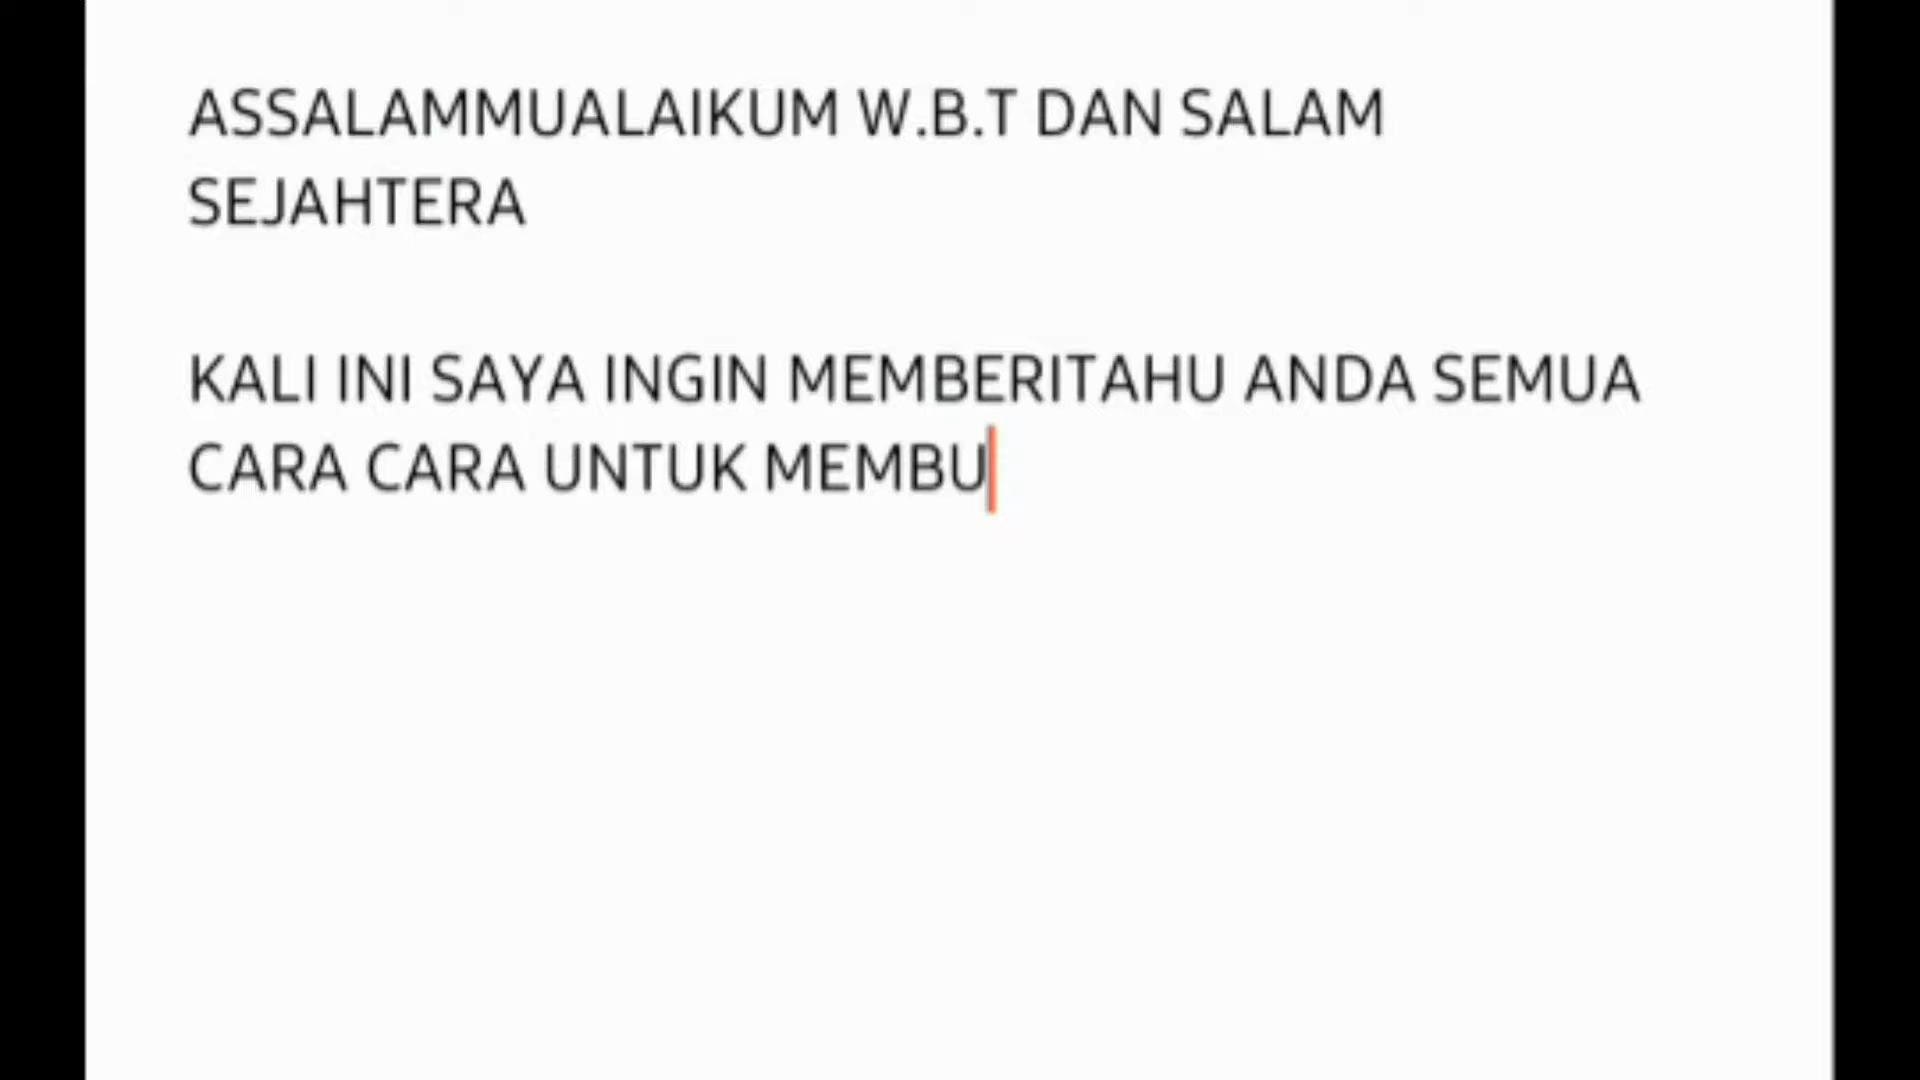 ASSALAMMUALAIKUM W.B.T DAN SALAM
SEJAHTERA
KALI INI SAYA INGIN MEMBERITAHU ANDA SEMUA
CARA CARA UNTUK MEMBU